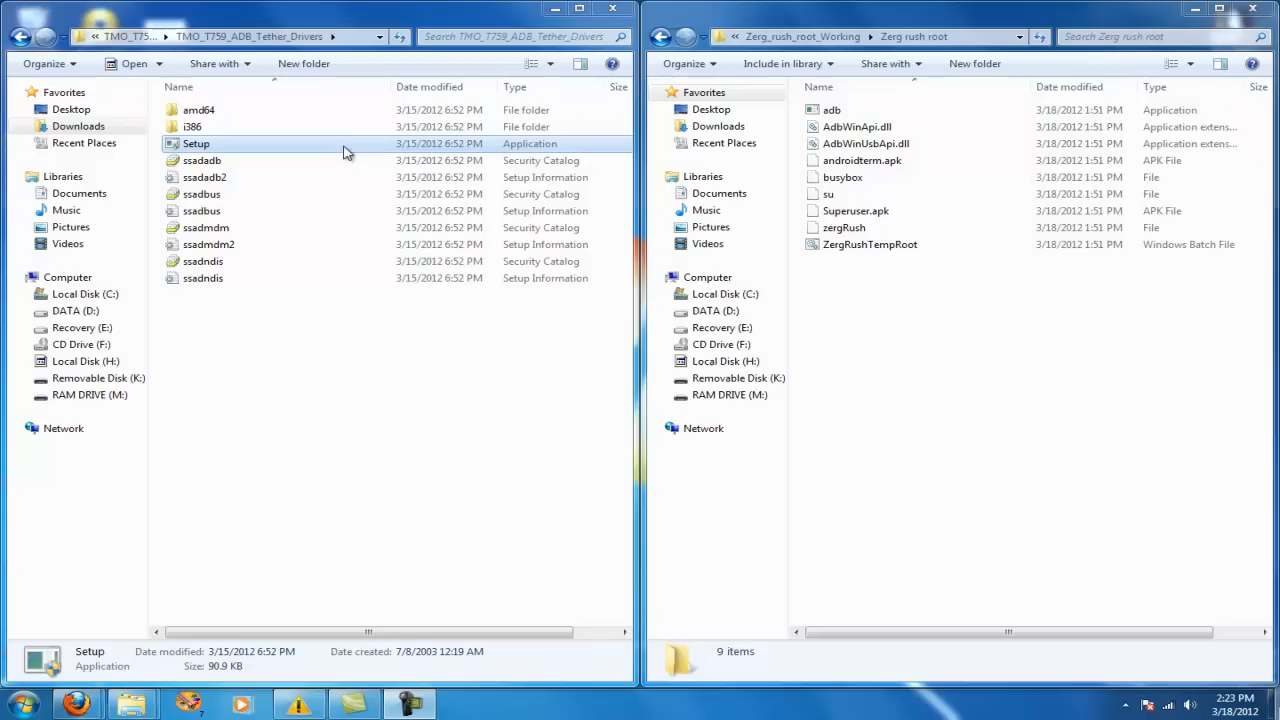 TMO_T75... TMO_T759_ADB_Tether_Drivers Search TMO_T759_ADB_Tether_Drivers
Organize Open Share with New folder
Name Date modified Type Size
Favorites
Desktop
Downloads
Recent Places
Libraries
Documents
Music
Pictures
Videos
Computer
Local Disk (C:)
DATA (D:)
Recovery (E:)
CD Drive (F:)
Local Disk (H:)
Removable Disk (K:)
RAM DRIVE (M:)
Network
amd64 3/15/2012 6:52 PM File folder
i386 3/15/2012 6:52 PM File folder
Setup 3/15/2012 6:52 PM Application
ssadadb 3/15/2012 6:52 PM Security Catalog
ssadadb2 3/15/2012 6:52 PM Setup Information
ssadbus 3/15/2012 6:52 PM Security Catalog
ssadbus 3/15/2012 6:52 PM Setup Information
ssadmdm 3/15/2012 6:52 PM Security Catalog
ssadmdm2 3/15/2012 6:52 PM Setup Information
ssadndis 3/15/2012 6:52 PM Security Catalog
ssadndis 3/15/2012 6:52 PM Setup Information
Setup Date modified: 3/15/2012 6:52 PM Date created: 7/8/2003 12:19 AM
Application Size: 90.9 KB
Zerg_rush_root_Working Zerg rush root Search Zerg rush root
Organize Include in library Share with New folder
Name Date modified Type Size
Favorites
Desktop
Downloads
Recent Places
Libraries
Documents
Music
Pictures
Videos
Computer
Local Disk (C:)
DATA (D:)
Recovery (E:)
CD Drive (F:)
Local Disk (H:)
Removable Disk (K:)
RAM DRIVE (M:)
Network
adb 3/18/2012 1:51 PM Application
AdbWinApi.dll 3/18/2012 1:51 PM Application extens...
AdbWinUsbApi.dll 3/18/2012 1:51 PM Application extens...
androidterm.apk 3/18/2012 1:51 PM APK File
busybox 3/18/2012 1:51 PM File
su 3/18/2012 1:51 PM File
Superuser.apk 3/18/2012 1:51 PM APK File
zergRush 3/18/2012 1:51 PM File
ZergRushTempRoot 3/18/2012 1:51 PM Windows Batch File
9 items
2:23 PM
3/18/2012